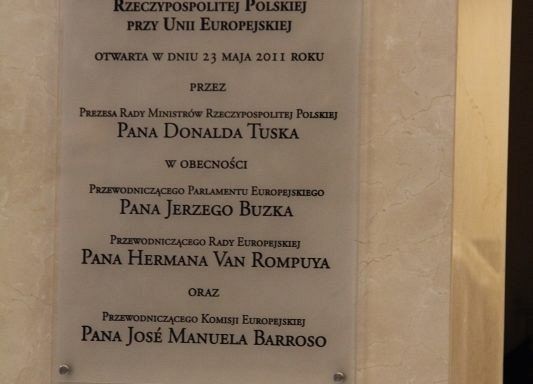 Rzeczypospolitej Polskiej
przy Unii Europejskiej
otwarta w dniu 23 maja 2011 roku
przez
Prezesa Rady Ministrów Rzeczypospolitej Polskiej
Pana Donalda Tuska
w obecności
Przewodniczącego Parlamentu Europejskiego
Pana Jerzego Buzka
Przewodniczącego Rady Europejskiej
Pana Hermana Van Rompuya
oraz
Przewodniczącego Komisji Europejskiej
Pana José Manuela Barroso